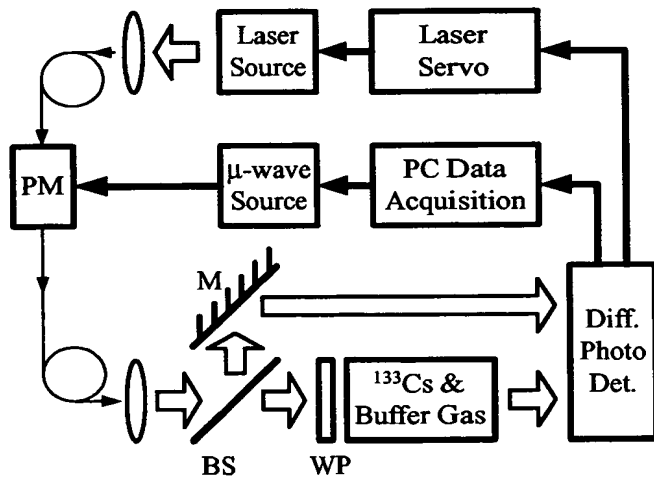 Laser
Source
Laser
Servo
PM
μ-wave
Source
PC Data
Acquisition
M
Diff.
Photo
Det.
¹³³Cs &
Buffer Gas
BS
WP